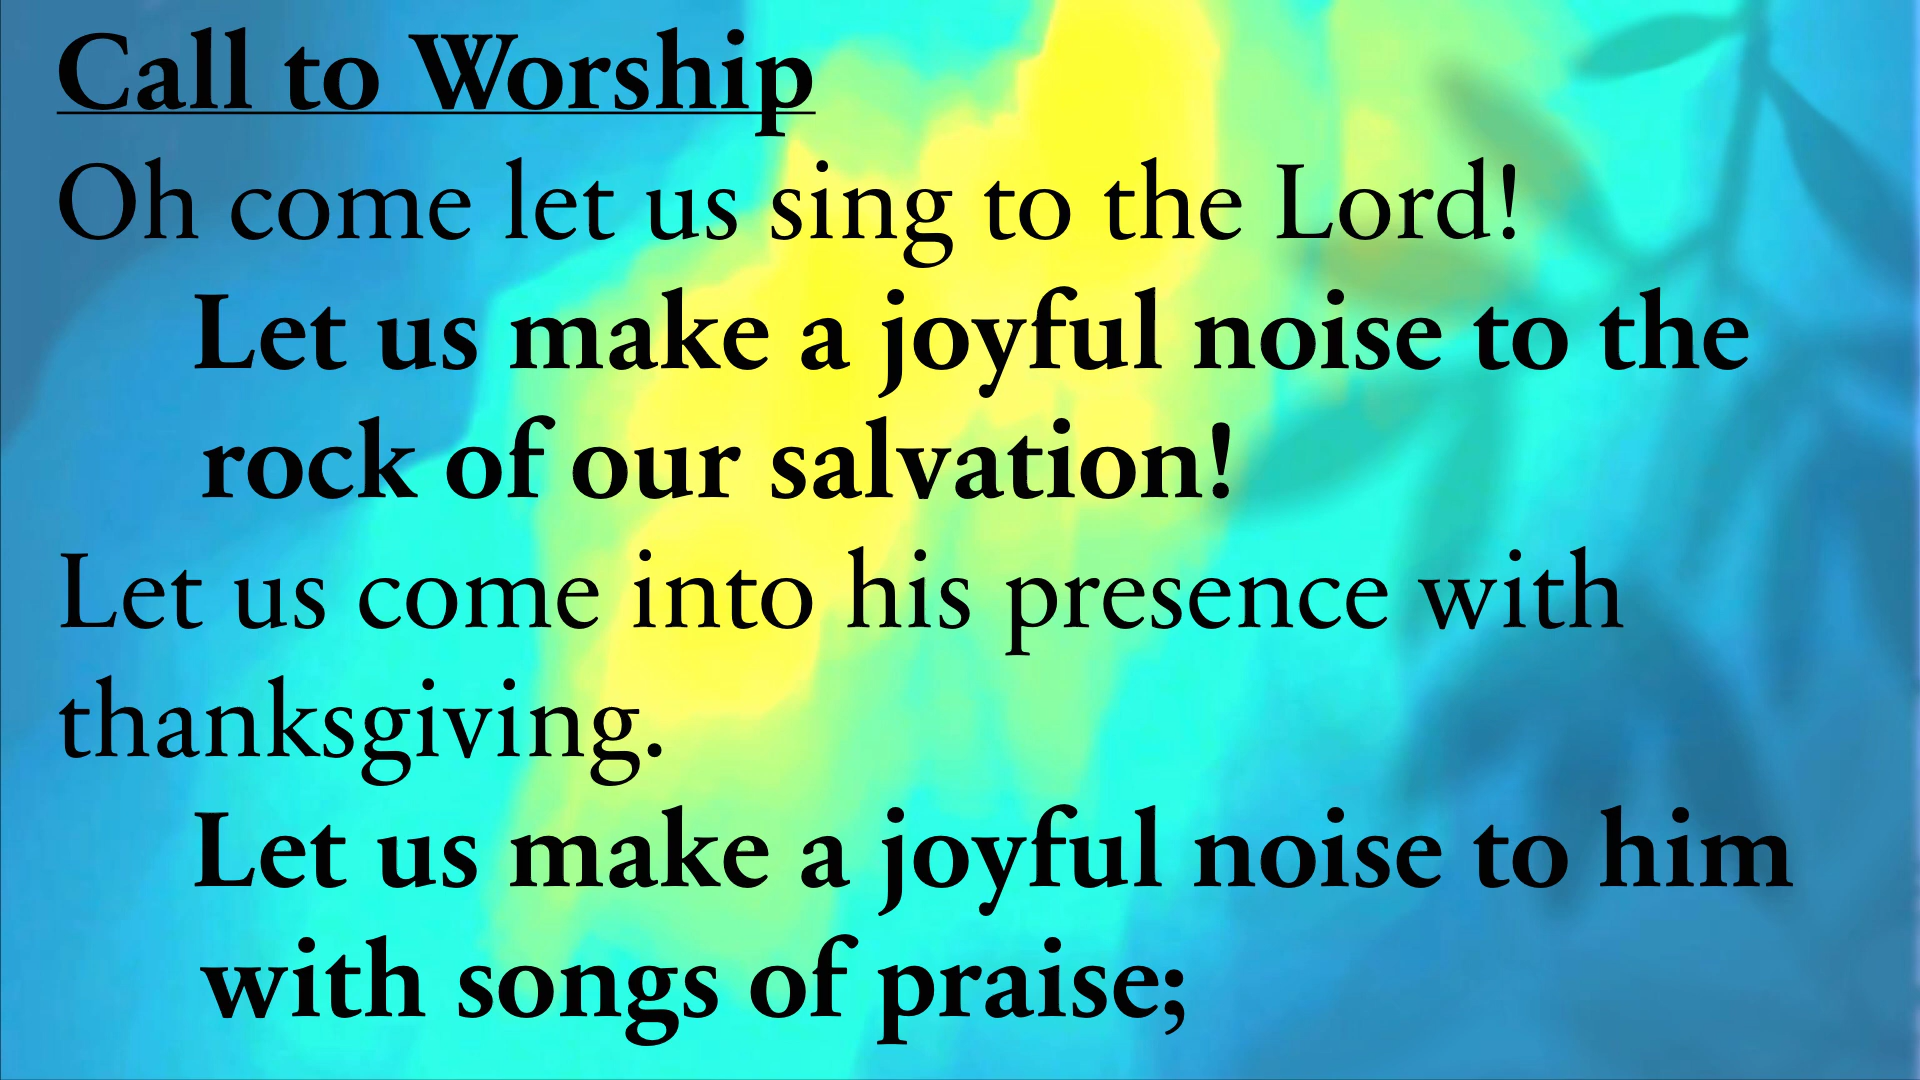 Call to Worship
Oh come let us sing to the Lord!
Let us make a joyful noise to the
rock of our salvation!
Let us come into his presence with
thanksgiving.
Let us make a joyful noise to him
with songs of praise;